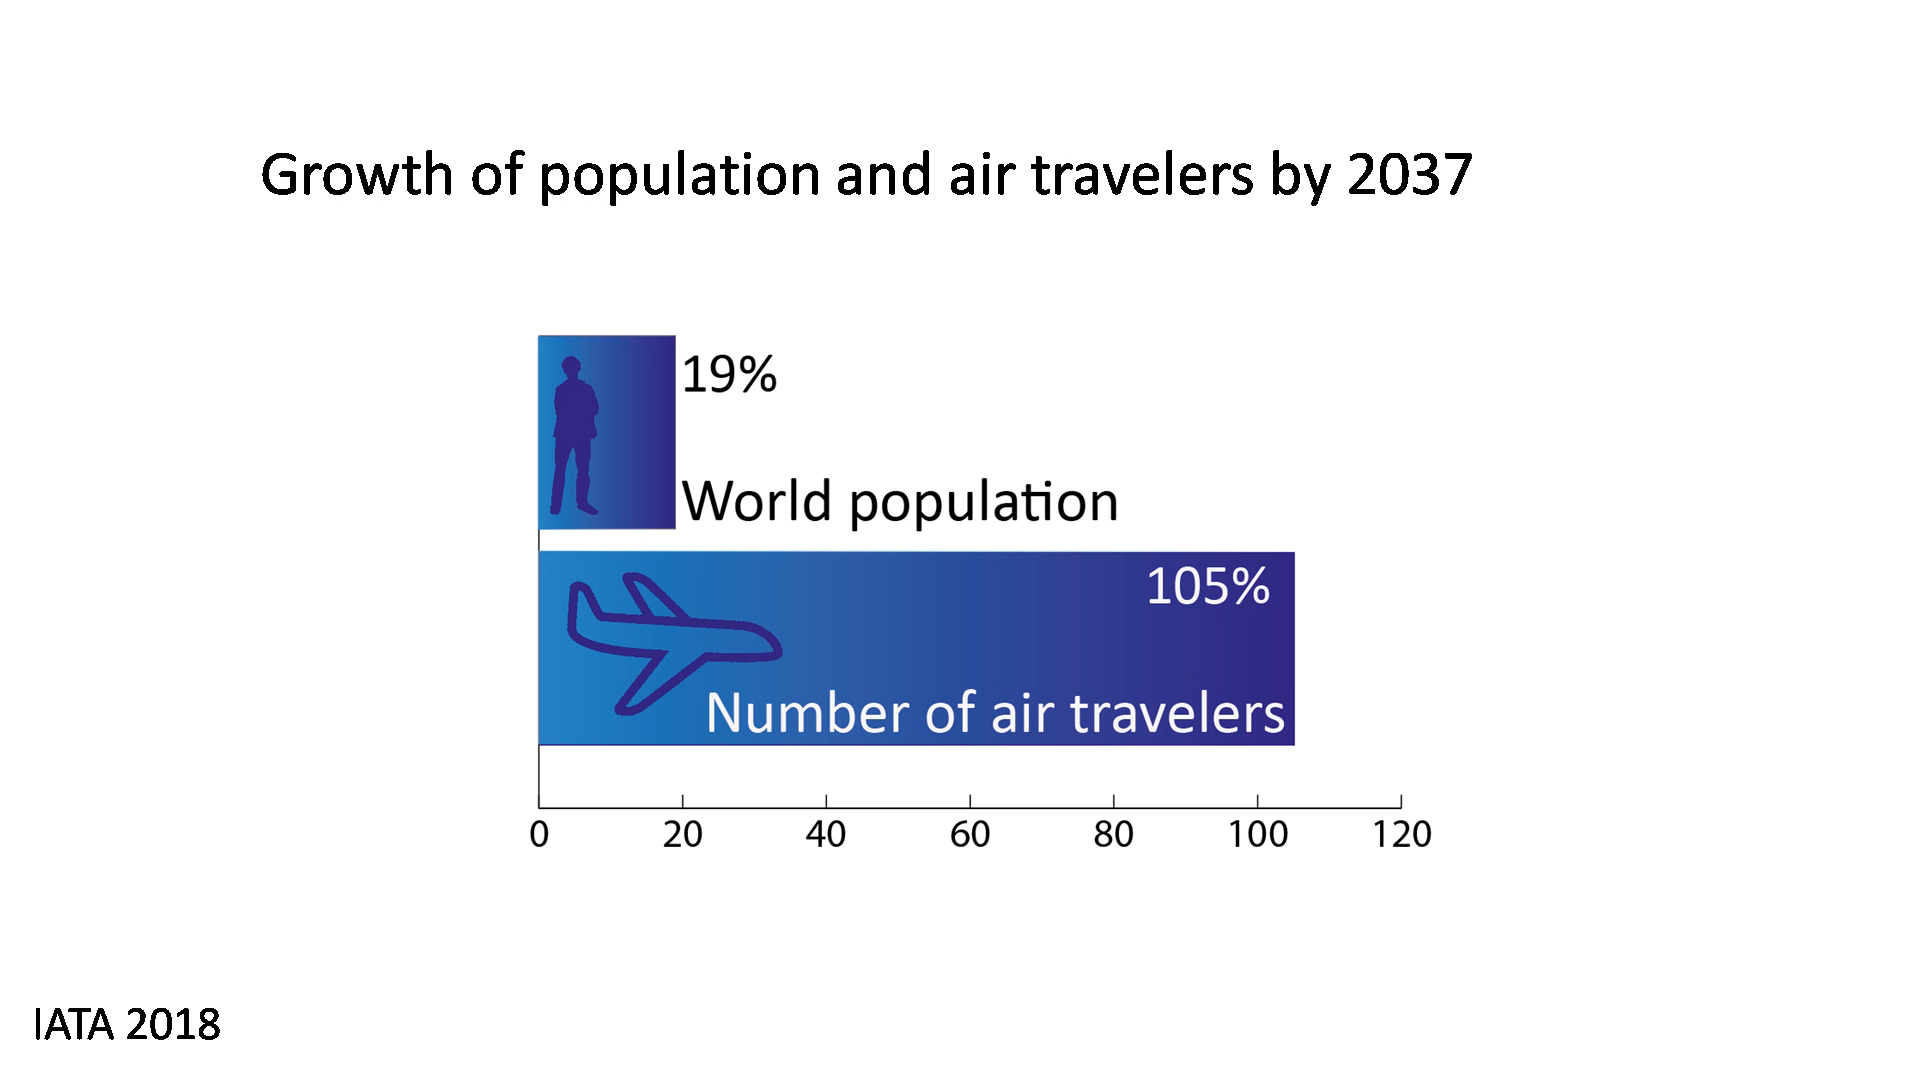 Growth of population and air travelers by 2037
19%
World population
105%
Number of air travelers
0 20 40 60 80 100 120
IATA 2018